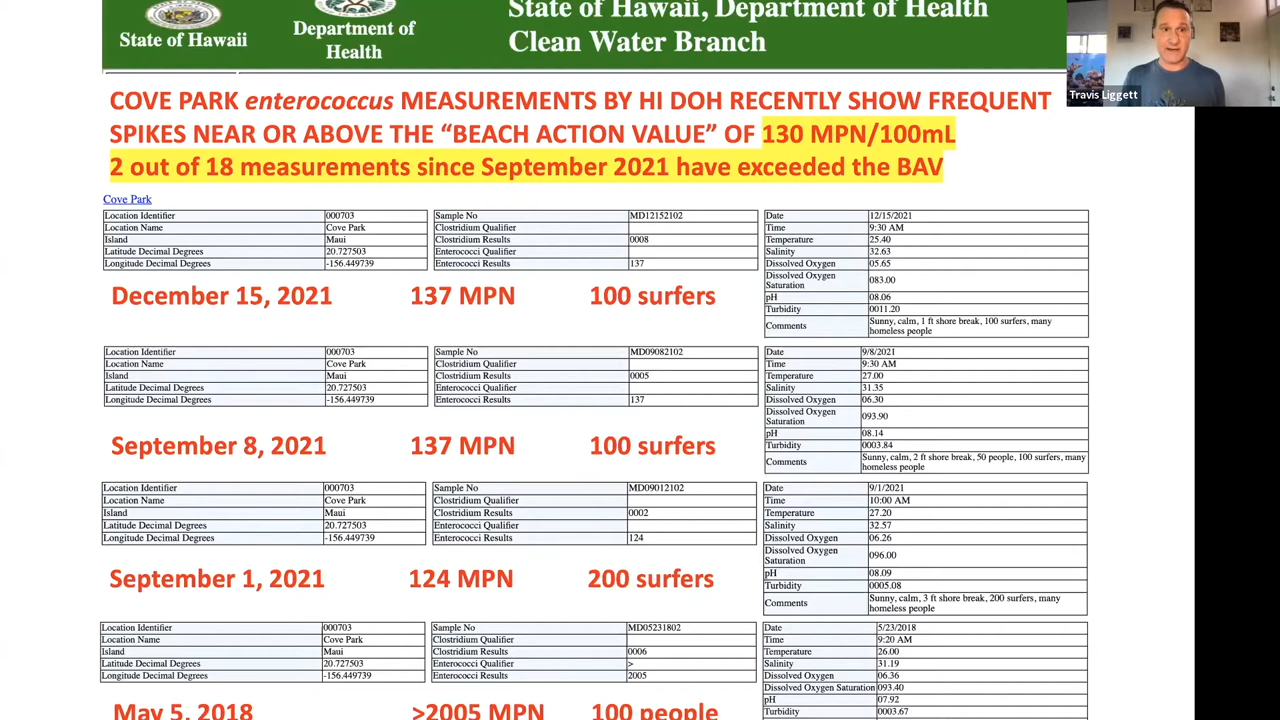 State of Hawaii
Department of
Health
State of Hawaii, Department of Health
Clean Water Branch
Travis Liggett
COVE PARK enterococcus MEASUREMENTS BY HI DOH RECENTLY SHOW FREQUENT
SPIKES NEAR OR ABOVE THE “BEACH ACTION VALUE” OF 130 MPN/100mL
2 out of 18 measurements since September 2021 have exceeded the BAV
Cove Park
Location Identifier 000703
Location Name Cove Park
Island Maui
Latitude Decimal Degrees 20.727503
Longitude Decimal Degrees -156.449739
Sample No MD12152102
Clostridium Qualifier
Clostridium Results 0008
Enterococci Qualifier
Enterococci Results 137
Date 12/15/2021
Time 9:30 AM
Temperature 25.40
Salinity 32.63
Dissolved Oxygen 05.65
Dissolved Oxygen
Saturation 083.00
pH 08.06
Turbidity 0011.20
Comments Sunny, calm, 1 ft shore break, 100 surfers, many
homeless people
December 15, 2021 137 MPN 100 surfers
Location Identifier 000703
Location Name Cove Park
Island Maui
Latitude Decimal Degrees 20.727503
Longitude Decimal Degrees -156.449739
Sample No MD09082102
Clostridium Qualifier
Clostridium Results 0005
Enterococci Qualifier
Enterococci Results 137
Date 9/8/2021
Time 9:30 AM
Temperature 27.00
Salinity 31.35
Dissolved Oxygen 06.30
Dissolved Oxygen
Saturation 093.90
pH 08.14
Turbidity 0003.84
Comments Sunny, calm, 2 ft shore break, 50 people, 100 surfers, many
homeless people
September 8, 2021 137 MPN 100 surfers
Location Identifier 000703
Location Name Cove Park
Island Maui
Latitude Decimal Degrees 20.727503
Longitude Decimal Degrees -156.449739
Sample No MD09012102
Clostridium Qualifier
Clostridium Results 0002
Enterococci Qualifier
Enterococci Results 124
Date 9/1/2021
Time 10:00 AM
Temperature 27.20
Salinity 32.57
Dissolved Oxygen 06.26
Dissolved Oxygen
Saturation 096.00
pH 08.09
Turbidity 0005.08
Comments Sunny, calm, 3 ft shore break, 200 surfers, many
homeless people
September 1, 2021 124 MPN 200 surfers
Location Identifier 000703
Location Name Cove Park
Island Maui
Latitude Decimal Degrees 20.727503
Longitude Decimal Degrees -156.449739
Sample No MD05231802
Clostridium Qualifier
Clostridium Results 0006
Enterococci Qualifier >
Enterococci Results 2005
Date 5/23/2018
Time 9:20 AM
Temperature 26.00
Salinity 31.19
Dissolved Oxygen 06.36
Dissolved Oxygen Saturation 093.40
pH 07.92
Turbidity 0003.67
May 5, 2018 >2005 MPN 100 people